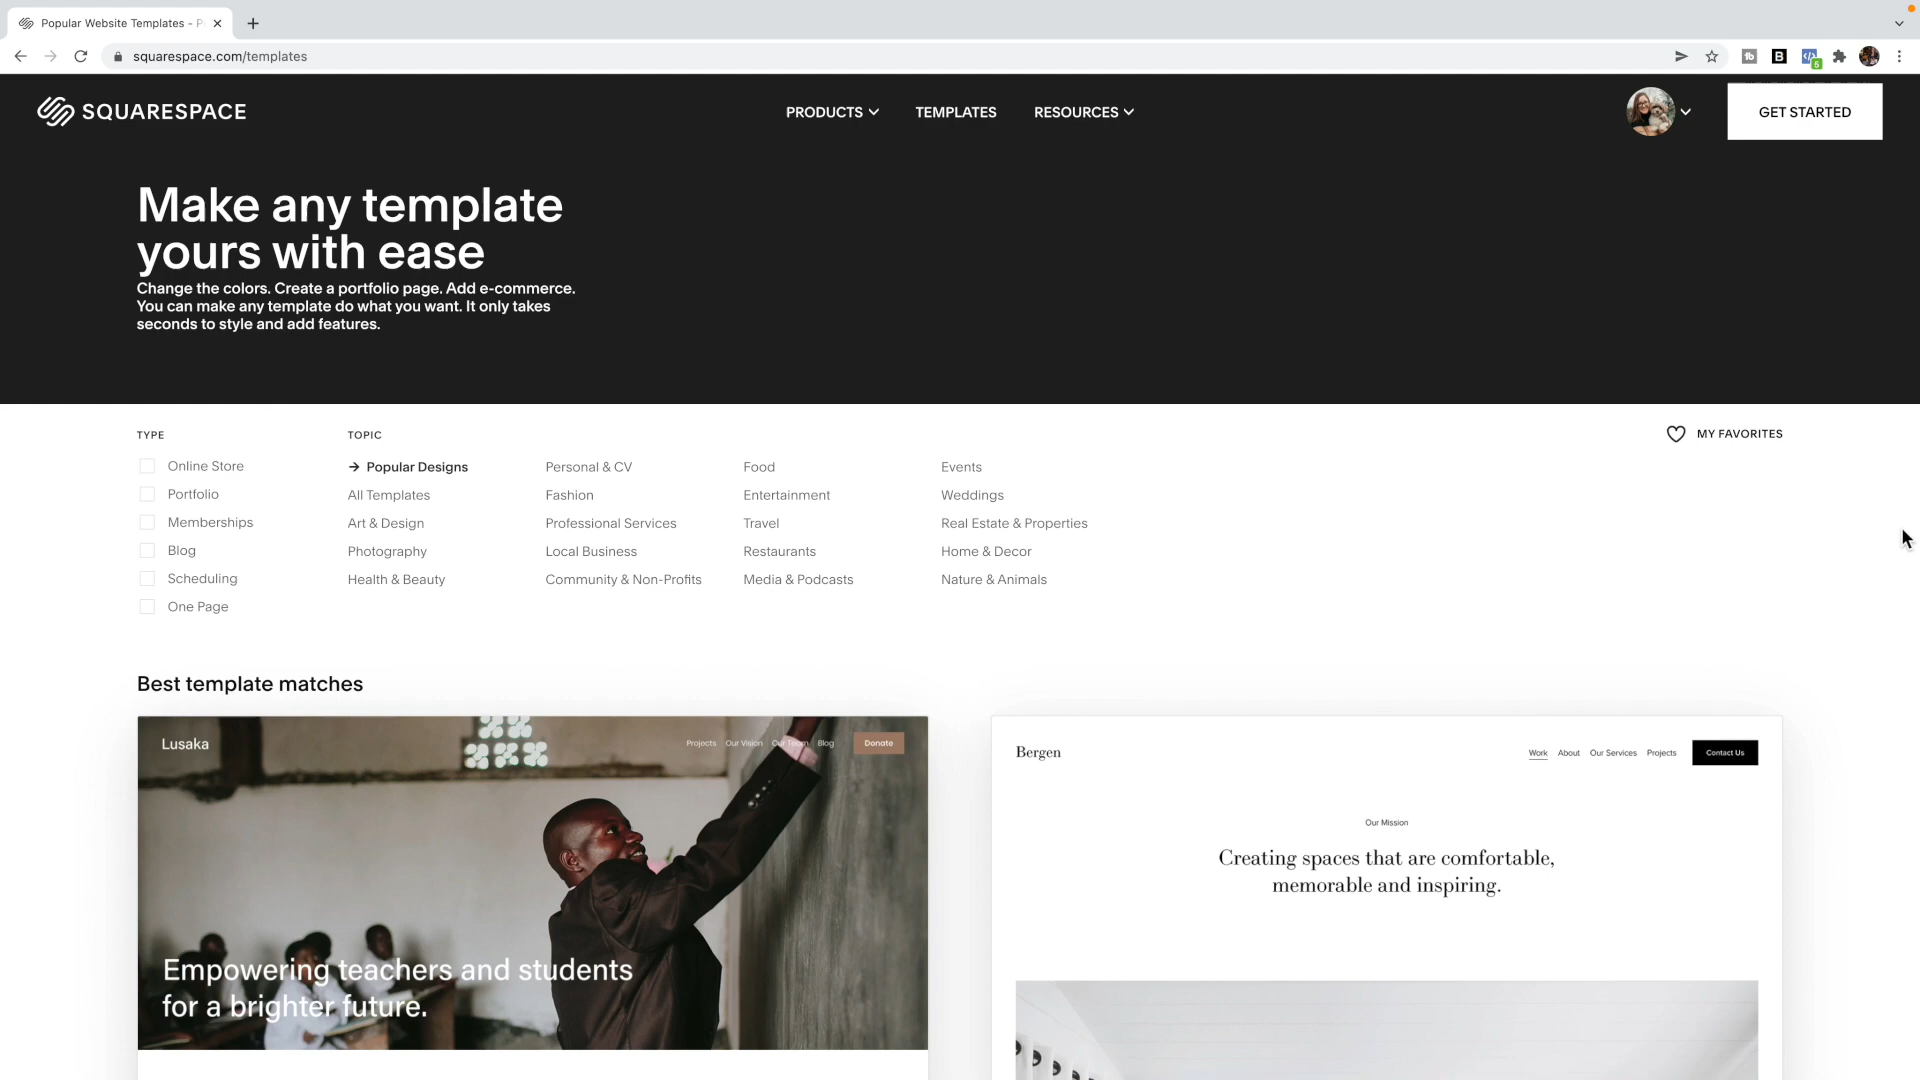 Popular Website Templates - P
squarespace.com/templates
5
SQUARESPACE
PRODUCTS
TEMPLATES
RESOURCES
GET STARTED
Make any template
yours with ease
Change the colors. Create a portfolio page. Add e-commerce.
You can make any template do what you want. It only takes
seconds to style and add features.
TYPE
Online Store
Portfolio
Memberships
Blog
Scheduling
One Page
TOPIC
→ Popular Designs
All Templates
Art & Design
Photography
Health & Beauty
Personal & CV
Fashion
Professional Services
Local Business
Community & Non-Profits
Food
Entertainment
Travel
Restaurants
Media & Podcasts
Events
Weddings
Real Estate & Properties
Home & Decor
Nature & Animals
MY FAVORITES
Best template matches
Lusaka
Projects Our Vision Our Team Blog Donate
Empowering teachers and students
for a brighter future.
Bergen
Work About Our Services Projects Contact Us
Our Mission
Creating spaces that are comfortable,
memorable and inspiring.